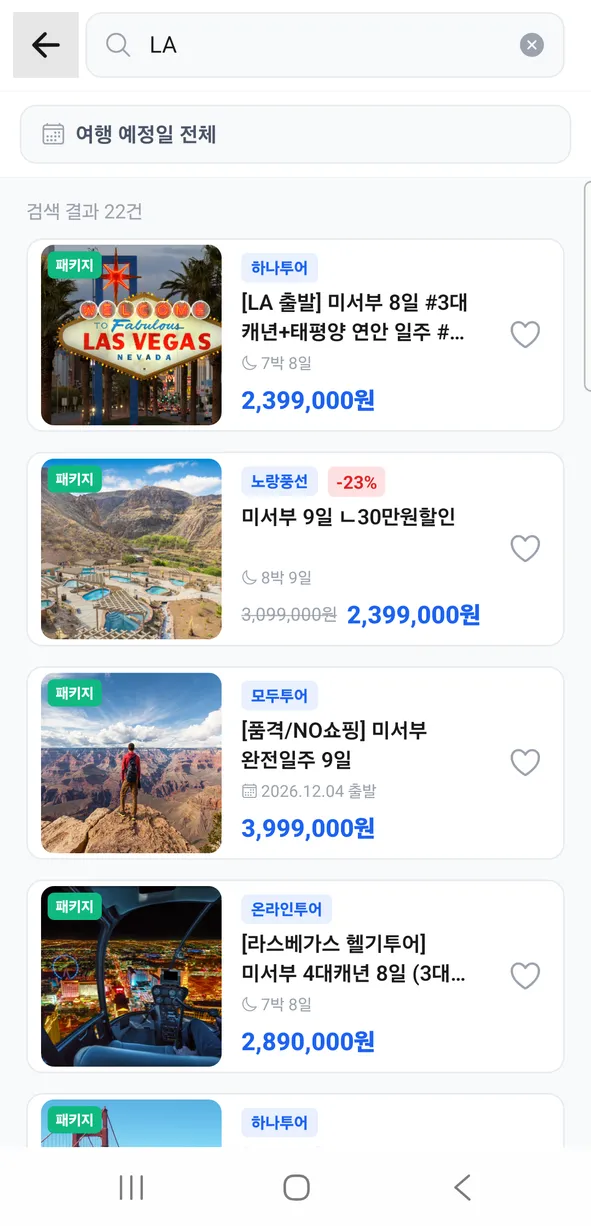 LA
여행 예정일 전체
검색 결과 22건
패키지
하나투어
WELCOME
TO Fabulous
LAS VEGAS
NEVADA
[LA 출발] 미서부 8일 #3대
캐년+태평양 연안 일주 #...
7박 8일
2,399,000원
패키지
노랑풍선
-23%
미서부 9일 ㄴ30만원할인
8박 9일
3,099,000원 2,399,000원
패키지
모두투어
[품격/NO쇼핑] 미서부
완전일주 9일
2026.12.04 출발
3,999,000원
패키지
온라인투어
[라스베가스 헬기투어]
미서부 4대캐년 8일 (3대...
7박 8일
2,890,000원
패키지
하나투어